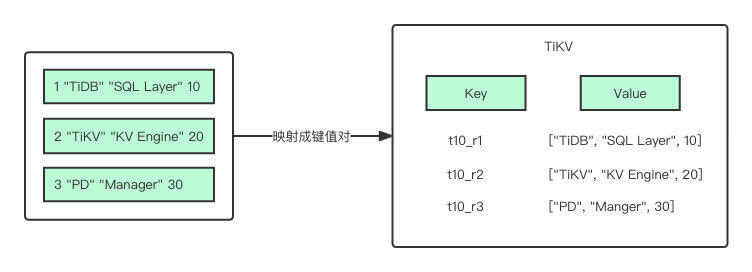 1 "TiDB" "SQL Layer" 10
2 "TiKV" "KV Engine" 20
3 "PD" "Manager" 30
映射成键值对
TiKV
Key Value
t10_r1 ["TiDB", "SQL Layer", 10]
t10_r2 ["TiKV", "KV Engine", 20]
t10_r3 ["PD", "Manger", 30]